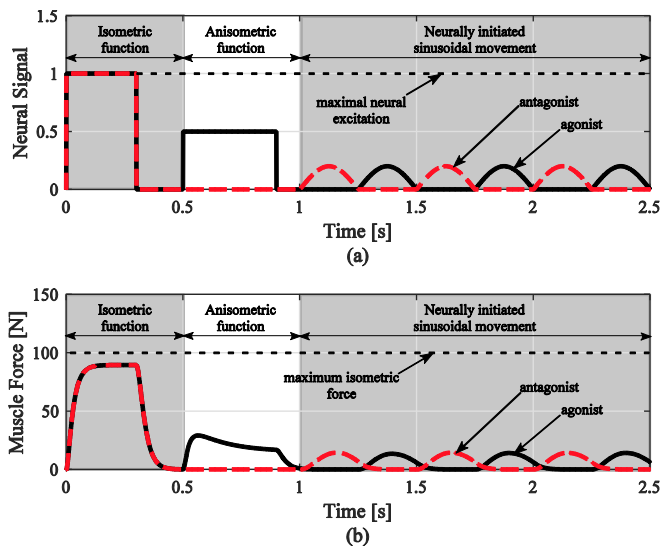 Isometric
function
Anisometric
function
Neurally initiated
sinusoidal movement
maximal neural
excitation
antagonist
agonist
Neural Signal
1.5
1
0.5
0
0 0.5 1 1.5 2 2.5
Time [s]
(a)
Isometric
function
Anisometric
function
Neurally initiated
sinusoidal movement
maximum isometric
force
antagonist
agonist
Muscle Force [N]
150
100
50
0
0 0.5 1 1.5 2 2.5
Time [s]
(b)